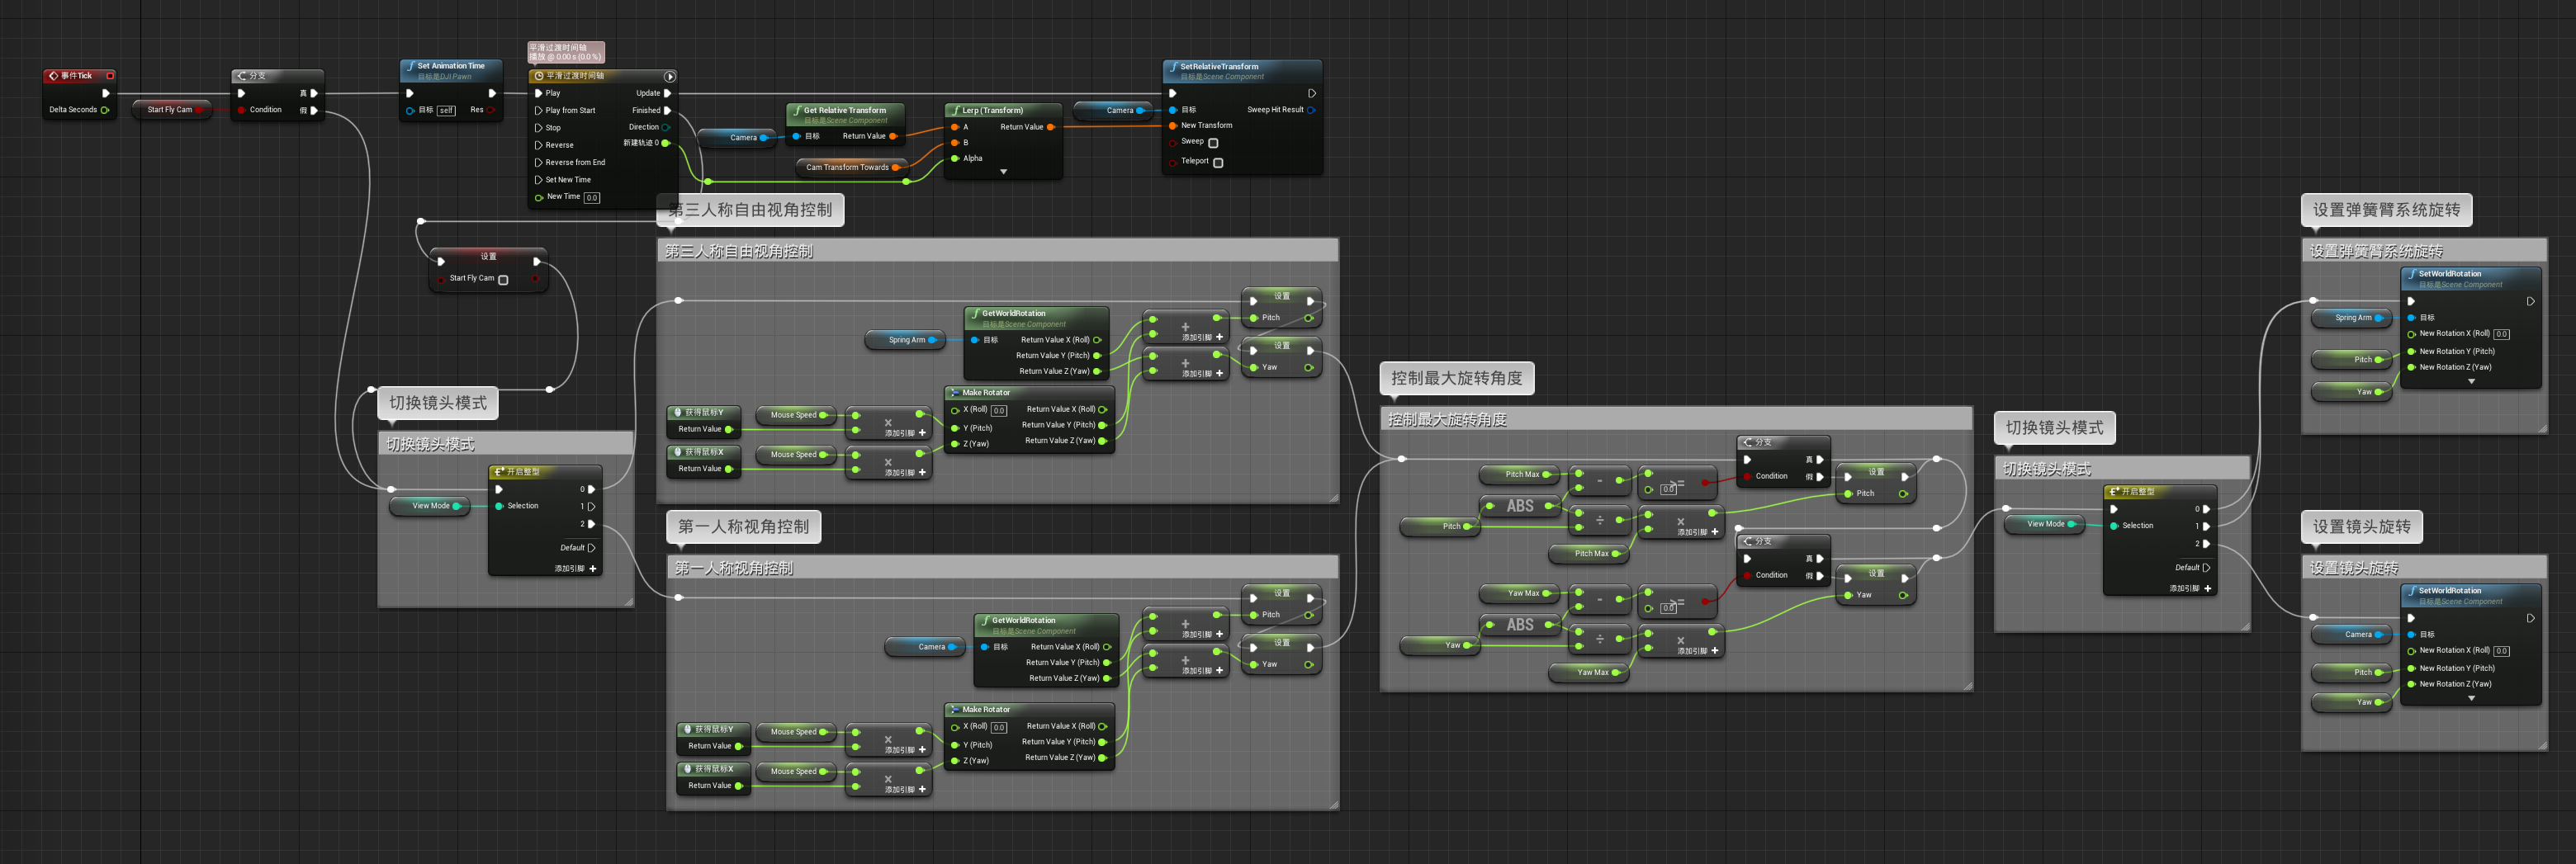 事件Tick
Delta Seconds
Start Fly Cam
分支
Condition
真
假
Set Animation Time
目标是DJI Pawn
目标
self
Res
平滑过渡时间轴
播放 @ 0.00 s (0.0 %)
平滑过渡时间轴
Play
Play from Start
Stop
Reverse
Reverse from End
Set New Time
New Time 0.0
Update
Finished
Direction
新建轨迹 0
Camera
Get Relative Transform
目标是Scene Component
目标
Return Value
Cam Transform Towards
Lerp (Transform)
A
B
Alpha
Return Value
Camera
SetRelativeTransform
目标是Scene Component
目标
New Transform
Sweep
Teleport
Sweep Hit Result
设置
Start Fly Cam
切换镜头模式
切换镜头模式
View Mode
开启整型
Selection
0
1
2
Default
添加引脚
第三人称自由视角控制
第三人称自由视角控制
Spring Arm
GetWorldRotation
目标是Scene Component
目标
Return Value X (Roll)
Return Value Y (Pitch)
Return Value Z (Yaw)
获得鼠标Y
Return Value
Mouse Speed
×
添加引脚
获得鼠标X
Return Value
Mouse Speed
×
添加引脚
Make Rotator
X (Roll) 0.0
Y (Pitch)
Z (Yaw)
Return Value X (Roll)
Return Value Y (Pitch)
Return Value Z (Yaw)
+
添加引脚
+
添加引脚
设置
Pitch
设置
Yaw
第一人称视角控制
第一人称视角控制
Camera
GetWorldRotation
目标是Scene Component
目标
Return Value X (Roll)
Return Value Y (Pitch)
Return Value Z (Yaw)
获得鼠标Y
Return Value
Mouse Speed
×
添加引脚
获得鼠标X
Return Value
Mouse Speed
×
添加引脚
Make Rotator
X (Roll) 0.0
Y (Pitch)
Z (Yaw)
Return Value X (Roll)
Return Value Y (Pitch)
Return Value Z (Yaw)
+
添加引脚
+
添加引脚
设置
Pitch
设置
Yaw
控制最大旋转角度
控制最大旋转角度
Pitch Max
Pitch
ABS
-
÷
0.0 >=
Pitch Max
×
添加引脚
分支
Condition
真
假
设置
Pitch
Yaw Max
Yaw
ABS
-
÷
0.0 >=
Yaw Max
×
添加引脚
分支
Condition
真
假
设置
Yaw
切换镜头模式
切换镜头模式
View Mode
开启整型
Selection
0
1
2
Default
添加引脚
设置弹簧臂系统旋转
设置弹簧臂系统旋转
SetWorldRotation
目标是Scene Component
Spring Arm
目标
New Rotation X (Roll) 0.0
Pitch
New Rotation Y (Pitch)
New Rotation Z (Yaw)
Yaw
设置镜头旋转
设置镜头旋转
SetWorldRotation
目标是Scene Component
Camera
目标
New Rotation X (Roll) 0.0
Pitch
New Rotation Y (Pitch)
New Rotation Z (Yaw)
Yaw